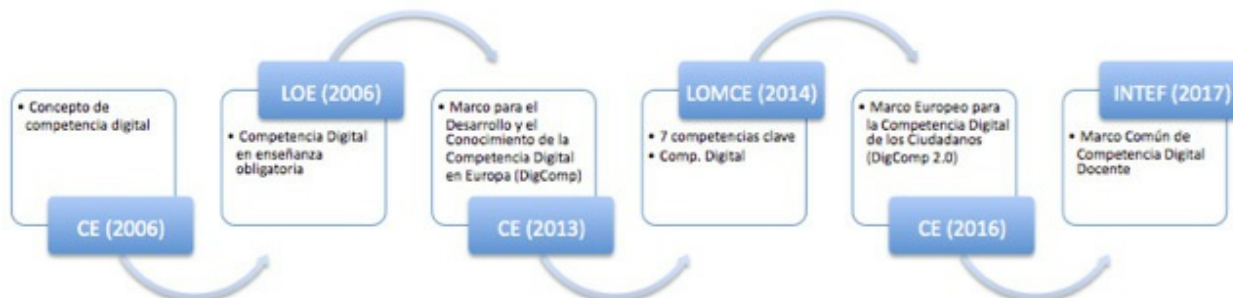 • Concepto de
competencia digital
CE (2006)
LOE (2006)
• Competencia Digital
en enseñanza
obligatoria
• Marco para el
Desarrollo y el
Conocimiento de la
Competencia Digital
en Europa (DigComp)
CE (2013)
LOMCE (2014)
• 7 competencias clave
• Comp. Digital
• Marco Europeo para
la Competencia Digital
de los Ciudadanos
(DigComp 2.0)
CE (2016)
INTEF (2017)
• Marco Común de
Competencia Digital
Docente